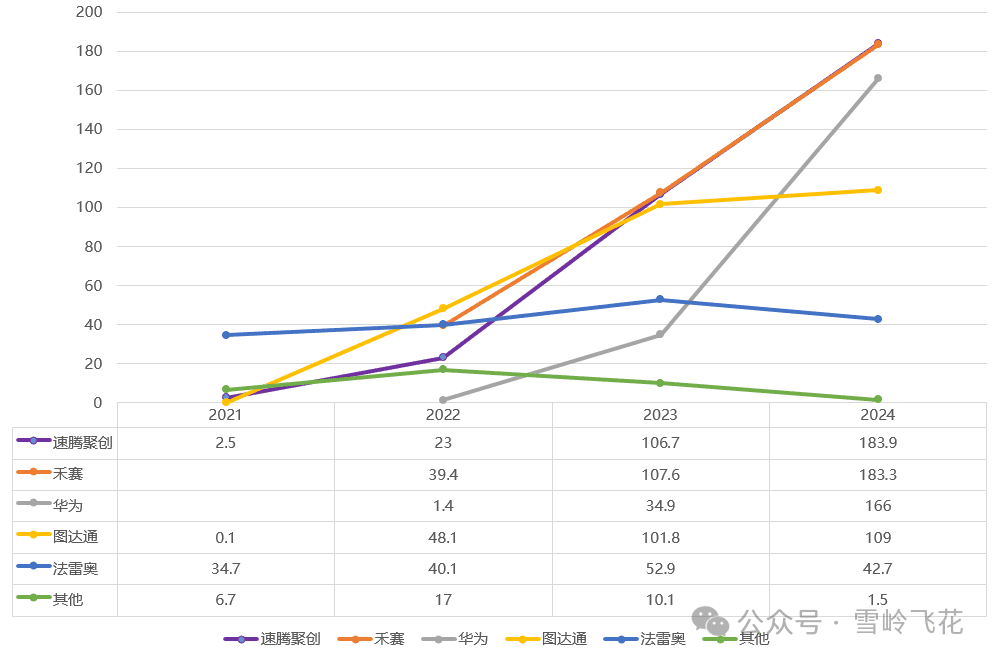 200
180
160
140
120
100
80
60
40
20
0
2021 2022 2023 2024
速腾聚创 2.5 23 106.7 183.9
禾赛 39.4 107.6 183.3
华为 1.4 34.9 166
图达通 0.1 48.1 101.8 109
法雷奥 34.7 40.1 52.9 42.7
其他 6.7 17 10.1 1.5
速腾聚创 禾赛 华为 图达通 法雷奥 其他
公众号 · 雪岭飞花